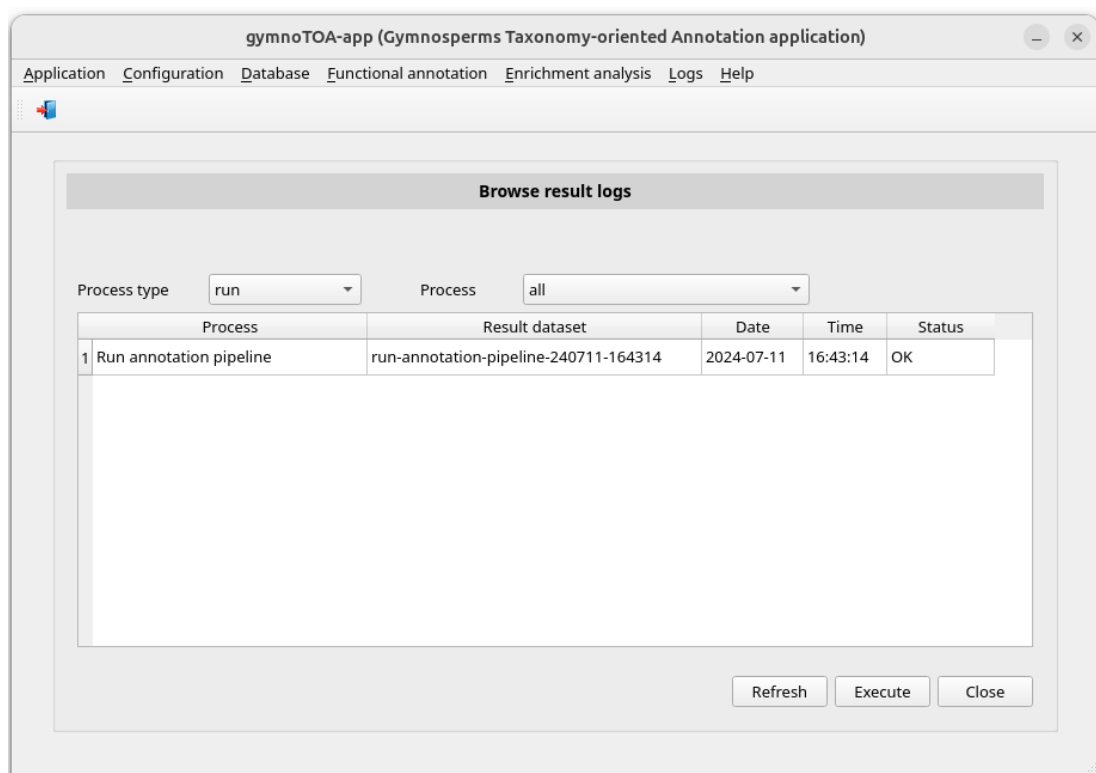 gymnoTOA-app (Gymnosperms Taxonomy-oriented Annotation application)
Application Configuration Database Functional annotation Enrichment analysis Logs Help
Browse result logs
Process type run Process all
Process Result dataset Date Time Status
1 Run annotation pipeline run-annotation-pipeline-240711-164314 2024-07-11 16:43:14 OK
Refresh Execute Close